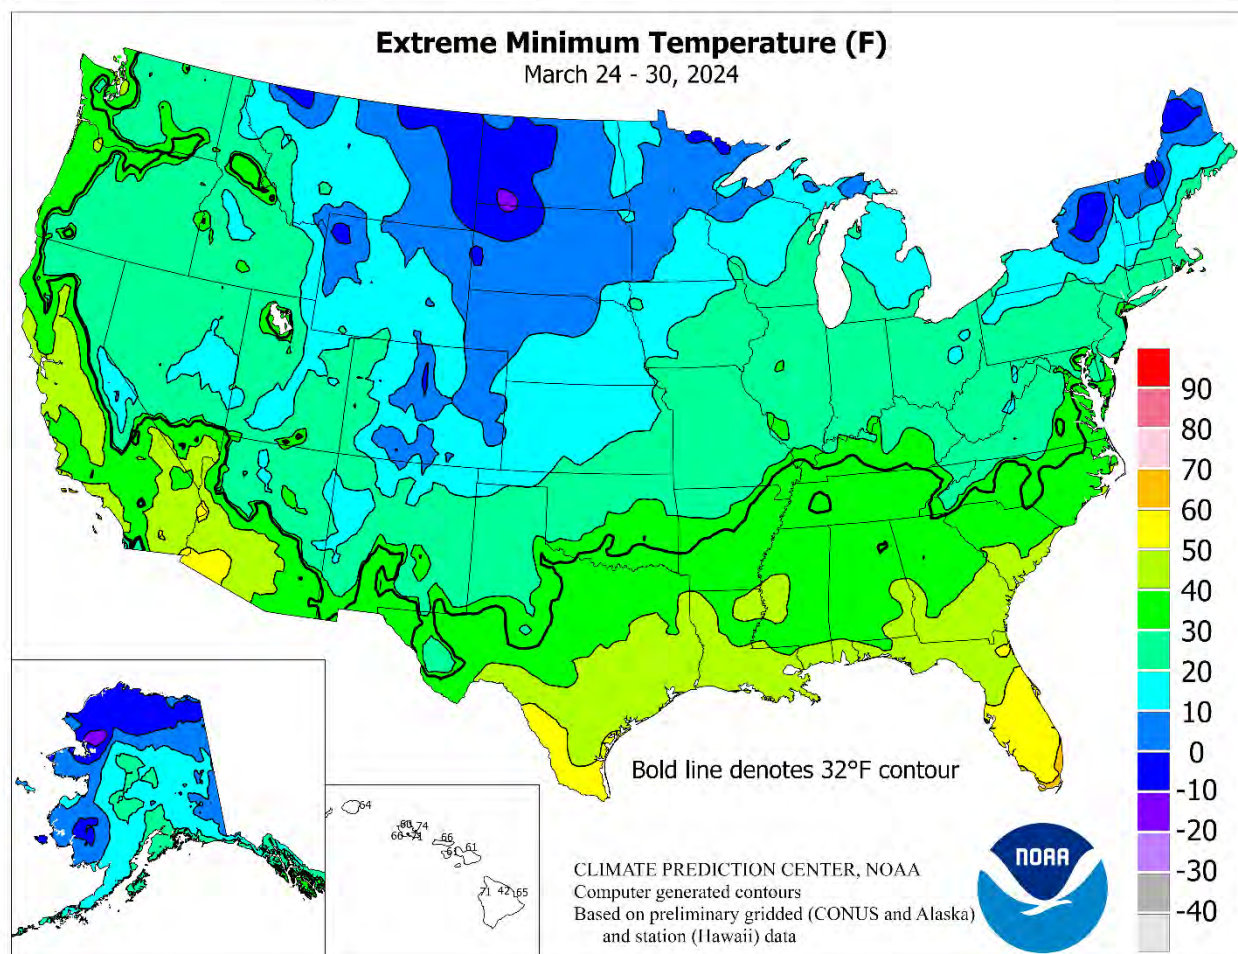 Extreme Minimum Temperature (F)
March 24 - 30, 2024
90
80
70
60
50
40
30
20
10
0
-10
-20
-30
-40
Bold line denotes 32°F contour
64
74
66
61
61
71
42
65
CLIMATE PREDICTION CENTER, NOAA
Computer generated contours
Based on preliminary gridded (CONUS and Alaska)
and station (Hawaii) data
NOAA